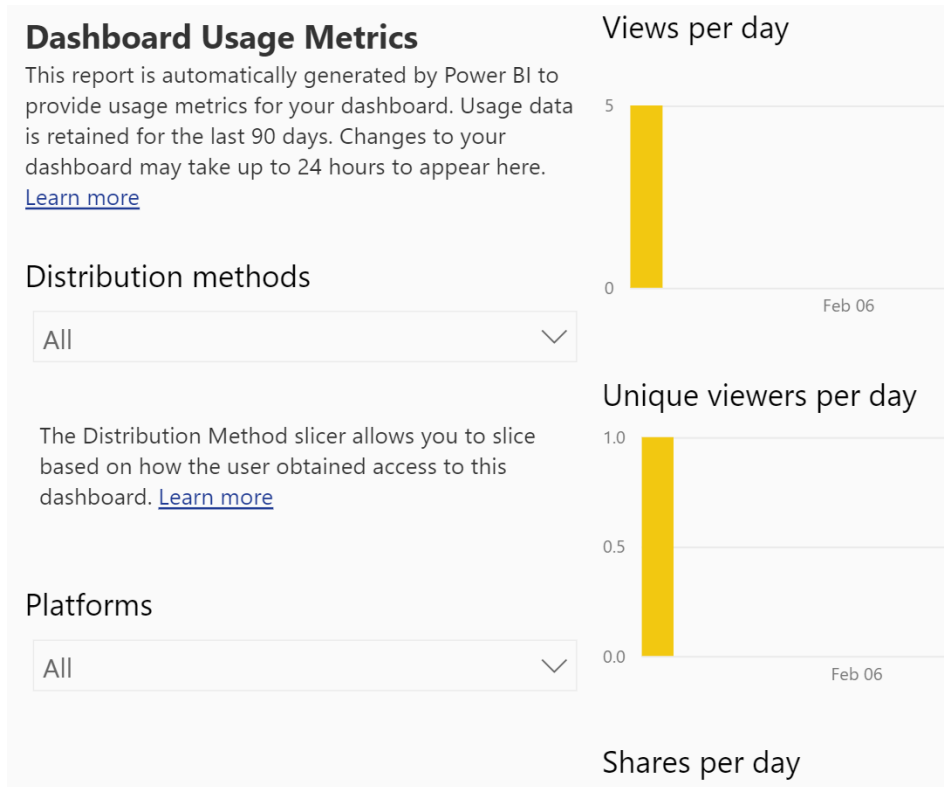 Dashboard Usage Metrics
This report is automatically generated by Power BI to
provide usage metrics for your dashboard. Usage data
is retained for the last 90 days. Changes to your
dashboard may take up to 24 hours to appear here.
Learn more
Distribution methods
All
The Distribution Method slicer allows you to slice
based on how the user obtained access to this
dashboard. Learn more
Platforms
All
Views per day
5
0
Feb 06
Unique viewers per day
1.0
0.5
0.0
Feb 06
Shares per day